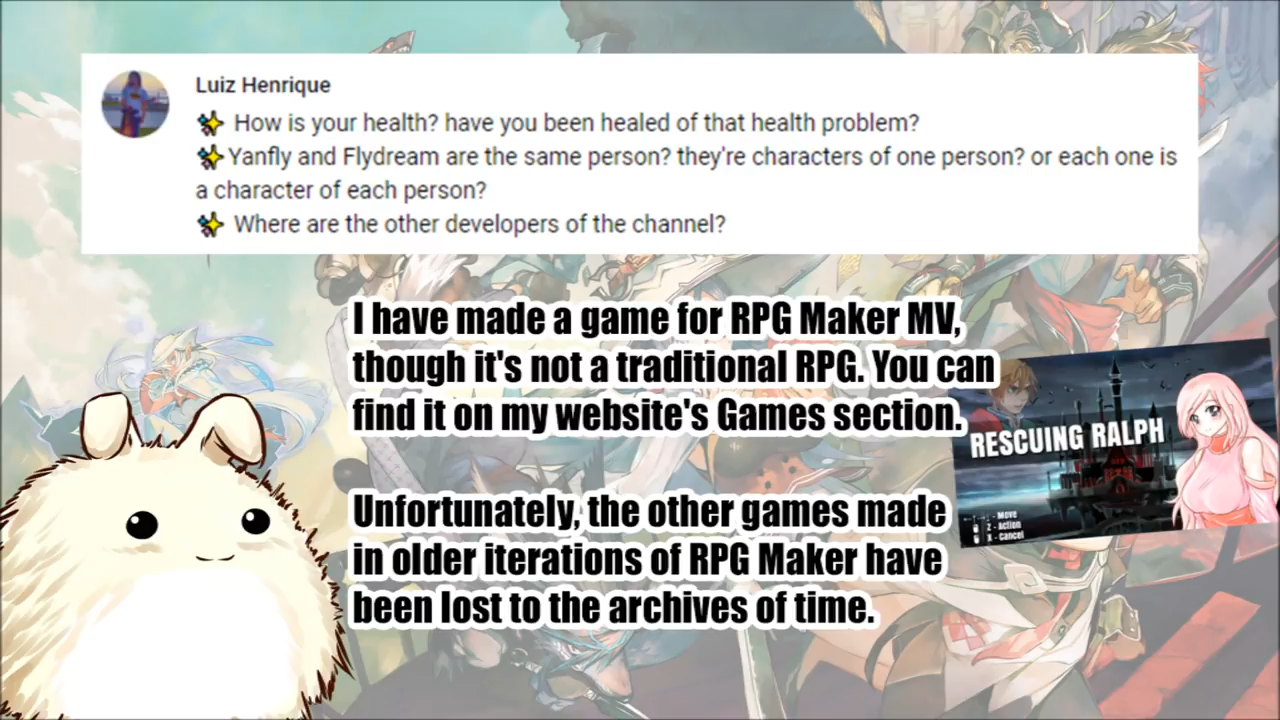 Luiz Henrique
✨ How is your health? have you been healed of that health problem?
✨Yanfly and Flydream are the same person? they're characters of one person? or each one is
a character of each person?
✨ Where are the other developers of the channel?
I have made a game for RPG Maker MV,
though it's not a traditional RPG. You can
find it on my website's Games section.
RESCUING RALPH
- Move
Z - Action
X - Cancel
Unfortunately, the other games made
in older iterations of RPG Maker have
been lost to the archives of time.